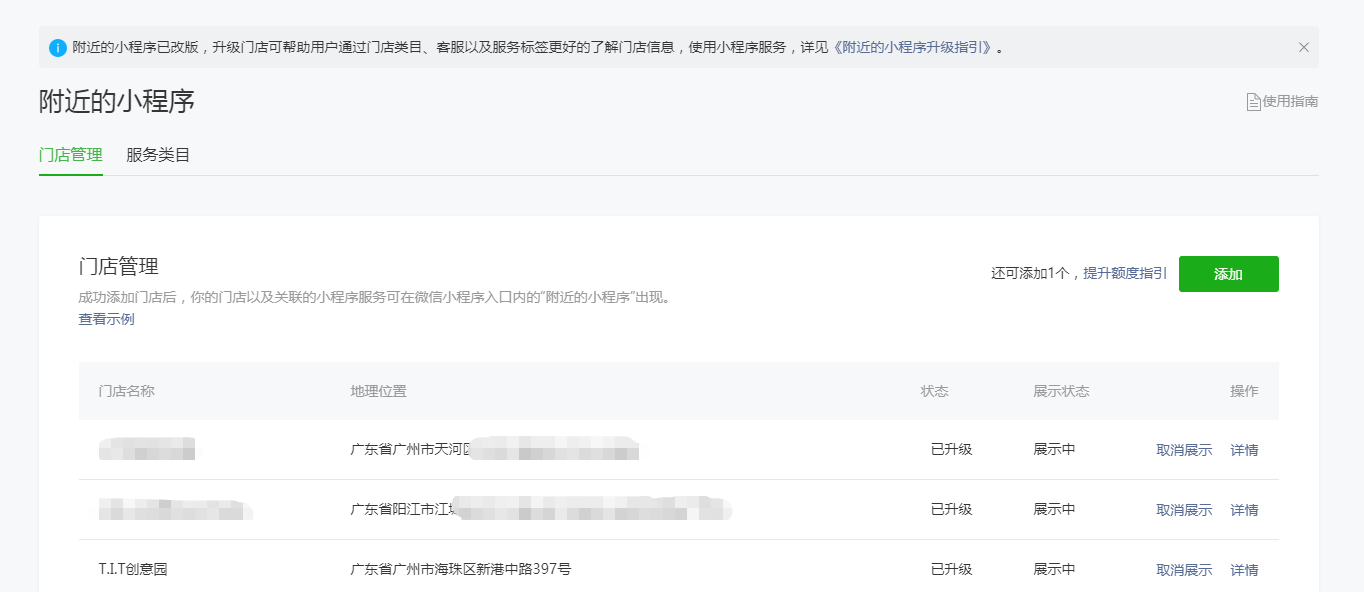 附近的小程序已改版，升级门店可帮助用户通过门店类目、客服以及服务标签更好的了解门店信息，使用小程序服务，详见《附近的小程序升级指引》。
附近的小程序
使用指南
门店管理 服务类目
门店管理
还可添加1个，提升额度指引 添加
成功添加门店后，你的门店以及关联的小程序服务可在微信小程序入口内的“附近的小程序”出现。
查看示例
门店名称 地理位置 状态 展示状态 操作
广东省广州市天河区 已升级 展示中 取消展示 详情
广东省阳江市江 已升级 展示中 取消展示 详情
T.I.T创意园 广东省广州市海珠区新港中路397号 已升级 展示中 取消展示 详情